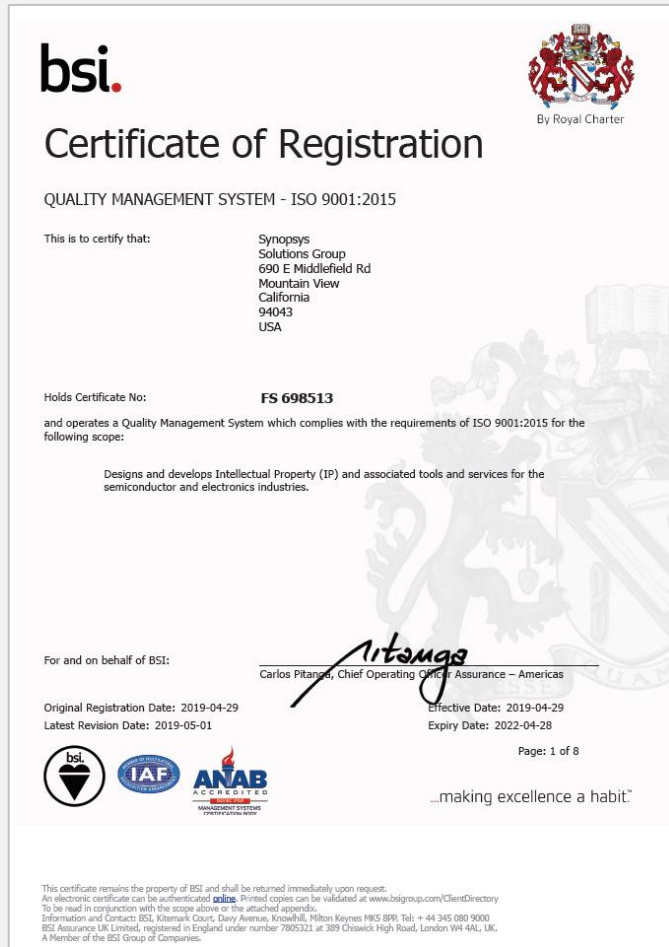 bsi.
By Royal Charter
Certificate of Registration
QUALITY MANAGEMENT SYSTEM - ISO 9001:2015
This is to certify that:
Synopsys
Solutions Group
690 E Middlefield Rd
Mountain View
California
94043
USA
Holds Certificate No:
FS 698513
and operates a Quality Management System which complies with the requirements of ISO 9001:2015 for the
following scope:
Designs and develops Intellectual Property (IP) and associated tools and services for the
semiconductor and electronics industries.
For and on behalf of BSI:
Pitanga
Carlos Pitanga, Chief Operating Officer Assurance – Americas
Original Registration Date: 2019-04-29
Effective Date: 2019-04-29
Latest Revision Date: 2019-05-01
Expiry Date: 2022-04-28
Page: 1 of 8
bsi.
IAF
ANAB
ACCREDITED
MANAGEMENT SYSTEMS
CERTIFICATION BODY
...making excellence a habit.™
This certificate remains the property of BSI and shall be returned immediately upon request.
An electronic certificate can be authenticated online. Printed copies can be validated at www.bsigroup.com/ClientDirectory
To be read in conjunction with the scope above or the attached appendix.
Information and Contact: BSI, Kitemark Court, Davy Avenue, Knowlhill, Milton Keynes MK5 8PP. Tel: + 44 345 080 9000
BSI Assurance UK Limited, registered in England under number 7805321 at 389 Chiswick High Road, London W4 4AL, UK.
A Member of the BSI Group of Companies.